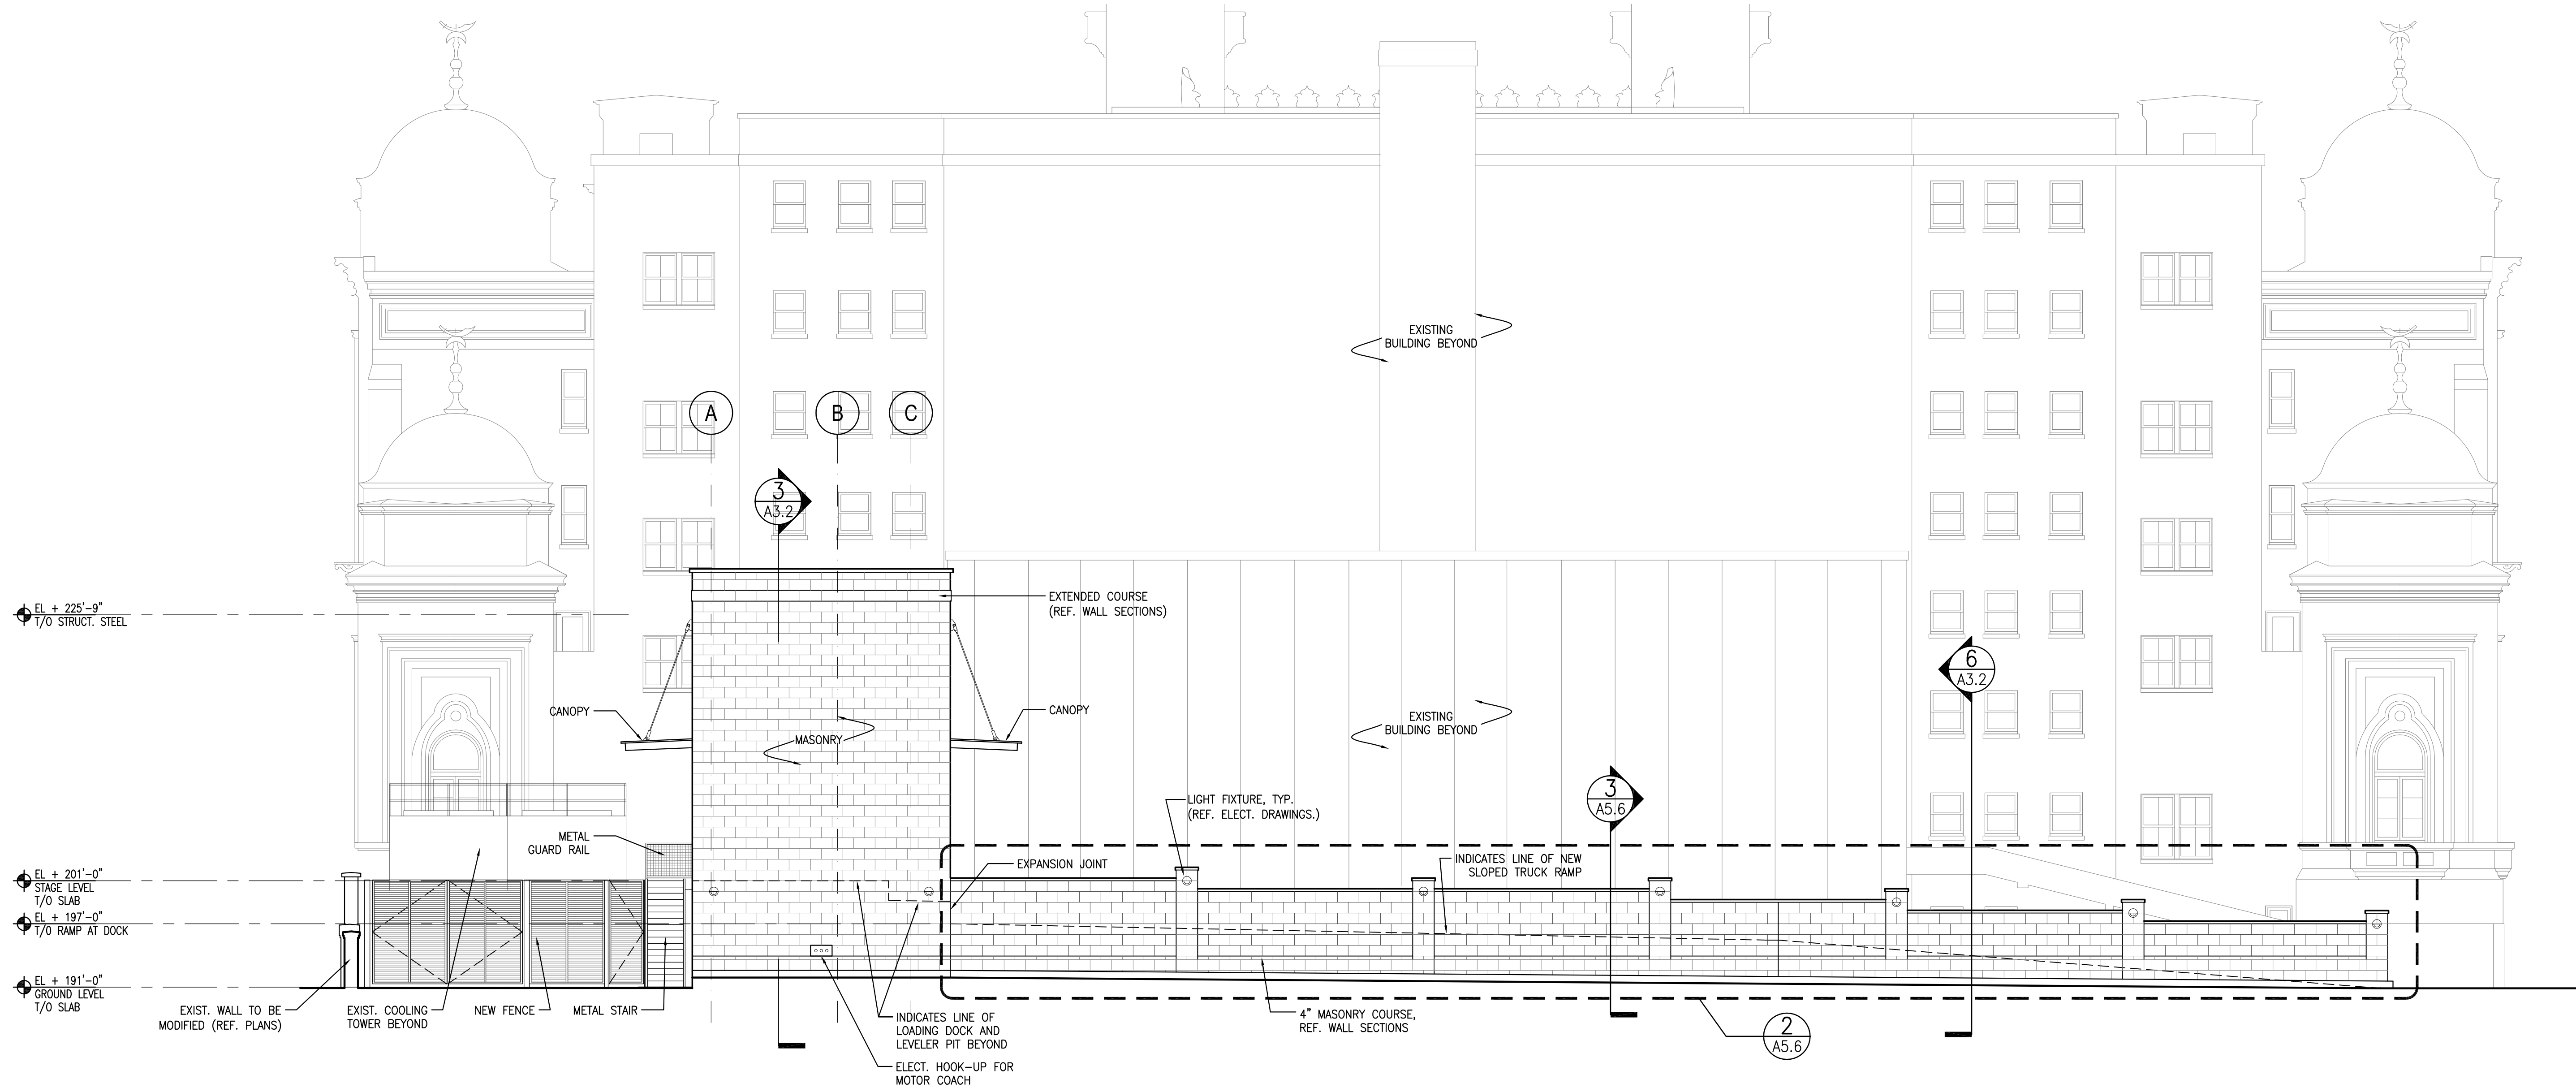 EXISTING
BUILDING BEYOND
A
B
C
3
A3.2
EXTENDED COURSE
(REF. WALL SECTIONS)
EL + 225'-9"
T/O STRUCT. STEEL
6
A3.2
CANOPY
CANOPY
MASONRY
EXISTING
BUILDING BEYOND
3
A5.6
LIGHT FIXTURE, TYP.
(REF. ELECT. DRAWINGS.)
METAL
GUARD RAIL
EXPANSION JOINT
INDICATES LINE OF NEW
SLOPED TRUCK RAMP
EL + 201'-0"
STAGE LEVEL
T/O SLAB
EL + 197'-0"
T/O RAMP AT DOCK
EL + 191'-0"
GROUND LEVEL
T/O SLAB
EXIST. WALL TO BE
MODIFIED (REF. PLANS)
EXIST. COOLING
TOWER BEYOND
NEW FENCE
METAL STAIR
INDICATES LINE OF
LOADING DOCK AND
LEVELER PIT BEYOND
ELECT. HOOK-UP FOR
MOTOR COACH
4" MASONRY COURSE,
REF. WALL SECTIONS
2
A5.6